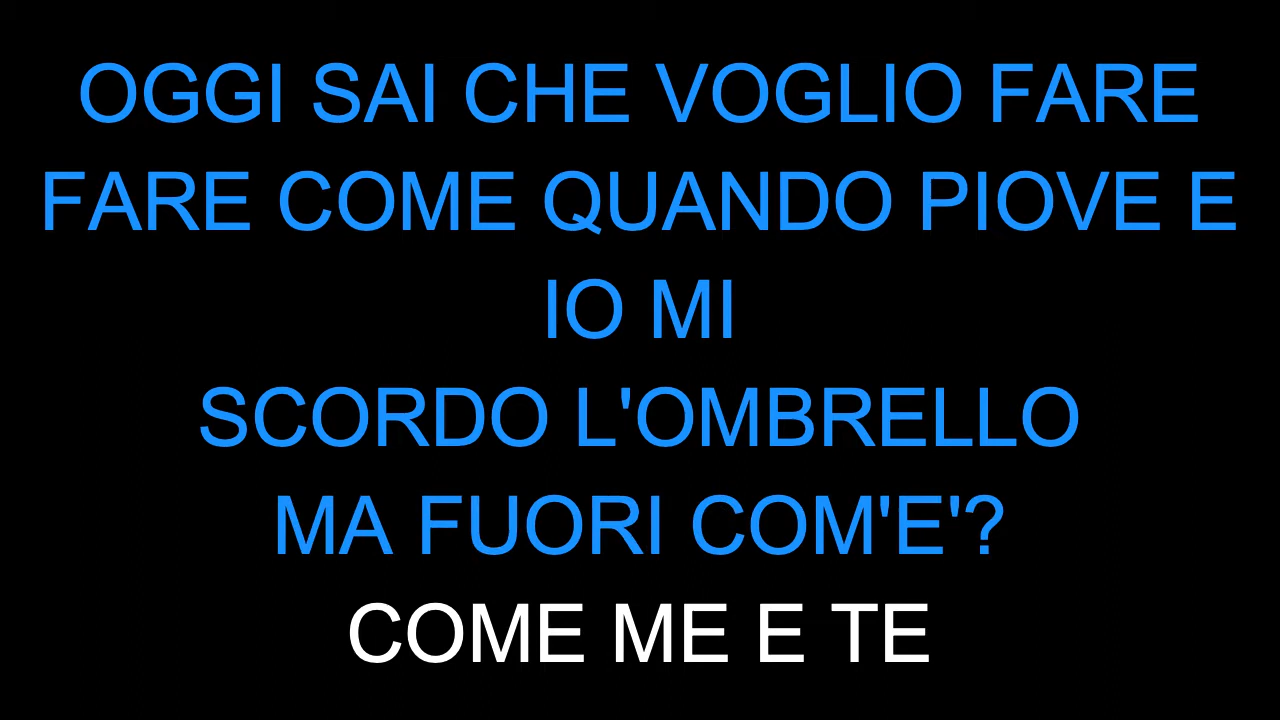 OGGI SAI CHE VOGLIO FARE
FARE COME QUANDO PIOVE E
IO MI
SCORDO L'OMBRELLO
MA FUORI COM'E'?
COME ME E TE